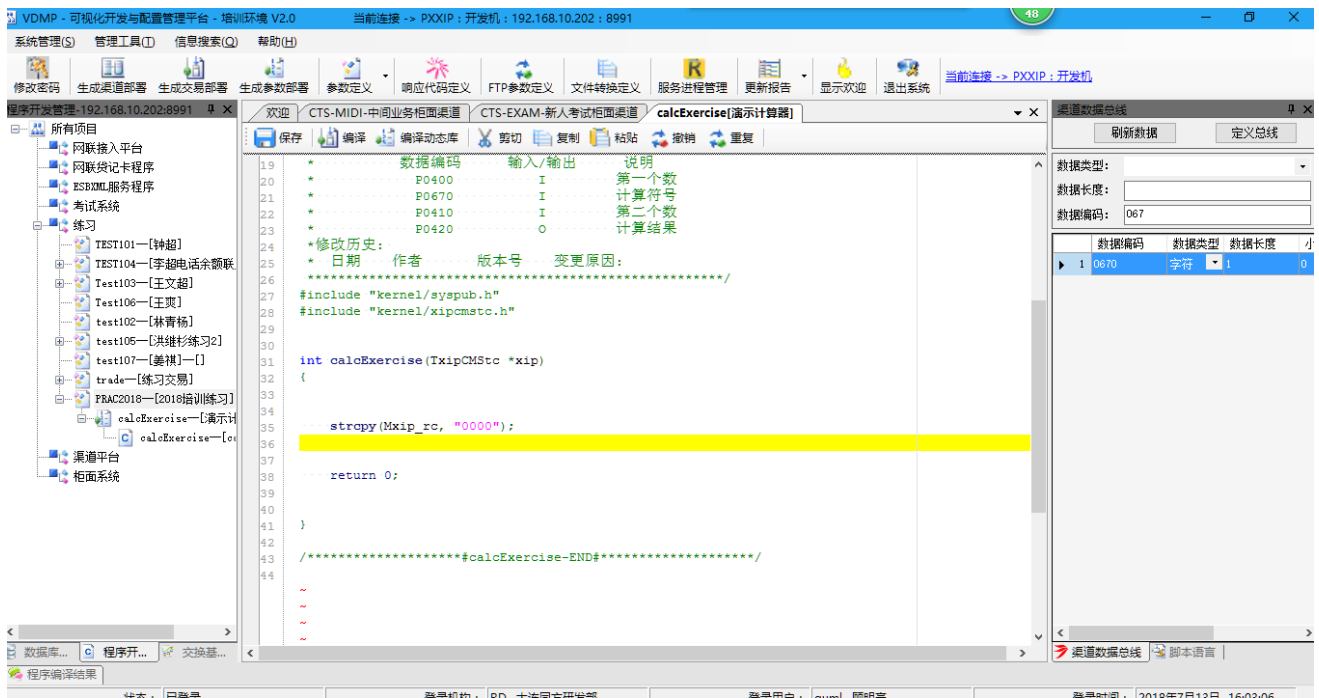 VDMP - 可视化开发与配置管理平台 - 培训环境 V2.0 当前连接 -> PXXIP : 开发机 : 192.168.10.202 : 8991
48
系统管理(S) 管理工具(T) 信息搜索(Q) 帮助(H)
修改密码 生成渠道部署 生成交易部署 生成参数部署 参数定义 响应代码定义 FTP参数定义 文件转换定义 服务进程管理 更新报告 显示欢迎 退出系统 当前连接 -> PXXIP : 开发机
程序开发管理-192.168.10.202:8991
所有项目
网联接入平台
网联贷记卡程序
ESBXML服务程序
考试系统
练习
TEST101—[钟超]
TEST104—[李超电话余额联
Test103—[王文超]
Test106—[王爽]
test102—[林青杨]
test105—[洪继杉练习2]
test107—[姜祺]—[]
trade—[练习交易]
PRAC2018—[2018培训练习]
calcExercise—[演示计
calcExercise—[co
渠道平台
柜面系统
数据库... 程序开... 交换基...
欢迎 CTS-MIDI-中间业务柜面渠道 CTS-EXAM-新人考试柜面渠道 calcExercise[演示计算器]
保存 编译 编译动态库 剪切 复制 粘贴 撤销 重复
19 * 数据编码 输入/输出 说明
20 * P0400 I 第一个数
21 * P0670 I 计算符号
22 * P0410 I 第二个数
23 * P0420 O 计算结果
24 *修改历史:
25 * 日期 作者 版本号 变更原因:
26 *****************************************************/
27 #include "kernel/syspub.h"
28 #include "kernel/xipcmstc.h"
29
30
31 int calcExercise(TxipCMStc *xip)
32 {
33
34
35 strcpy(Mxip_rc, "0000");
36
37
38 return 0;
39
40
41 }
42
43 /********************#calcExercise-END#********************/
44
~
~
~
~
渠道数据总线
刷新数据 定义总线
数据类型:
数据长度:
数据编码: 067
数据编码 数据类型 数据长度 小
1 0670 字符 1 0
渠道数据总线 脚本语言
程序编译结果
状态: 已登录 登录机构: RD 大连同方研发部 登录用户: guml 顾明亮 登录时间: 2018年7月13日 16:03:06